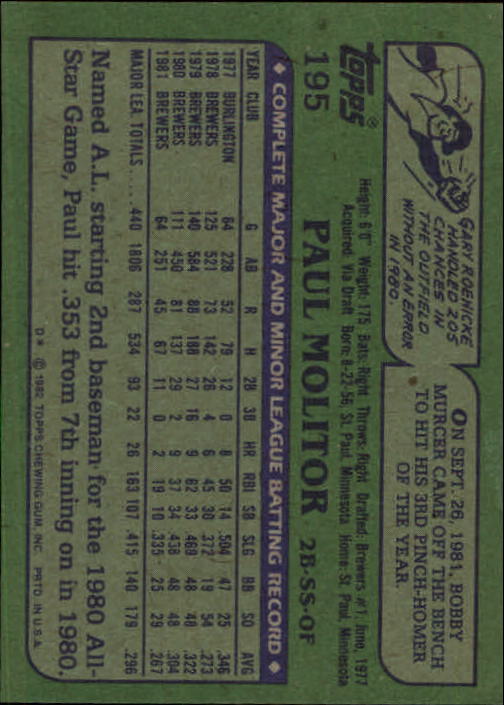 GARY ROENICKE
HANDLED 205
CHANCES IN
THE OUTFIELD
WITHOUT AN ERROR
IN 1980.
ON SEPT. 26, 1981, BOBBY
MURCER CAME OFF THE BENCH
TO HIT HIS 3RD PINCH-HOMER
OF THE YEAR.
topps®
195 PAUL MOLITOR 2B-SS-OF
Height: 6'0" Weight: 175 Bats: Right Throws: Right Drafted: Brewers #1, June, 1977
Acquired: Via Draft Born: 8-22-56, St. Paul, Minnesota Home: St. Paul, Minnesota
◆ COMPLETE MAJOR AND MINOR LEAGUE BATTING RECORD ◆
YEAR CLUB G AB R H 2B 3B HR RBI SB SLG BB SO AVG
1977 BURLINGTON 64 228 52 79 12 0 8 50 14 .504 47 25 .346
1978 BREWERS 125 521 73 142 26 4 6 45 30 .372 19 54 .273
1979 BREWERS 140 584 88 188 27 16 9 62 33 .469 48 48 .322
1980 BREWERS 111 450 81 137 29 2 9 37 34 .438 48 48 .304
1981 BREWERS 64 251 45 67 11 0 2 19 10 .335 25 29 .267
MAJOR LEA. TOTALS..... 440 1806 287 534 93 22 26 163 107 .415 140 179 .296
Named A.L. starting 2nd baseman for the 1980 All-
Star Game, Paul hit .353 from 7th inning on in 1980.
D* © 1982 TOPPS CHEWING GUM, INC. PRTD. IN U.S.A.